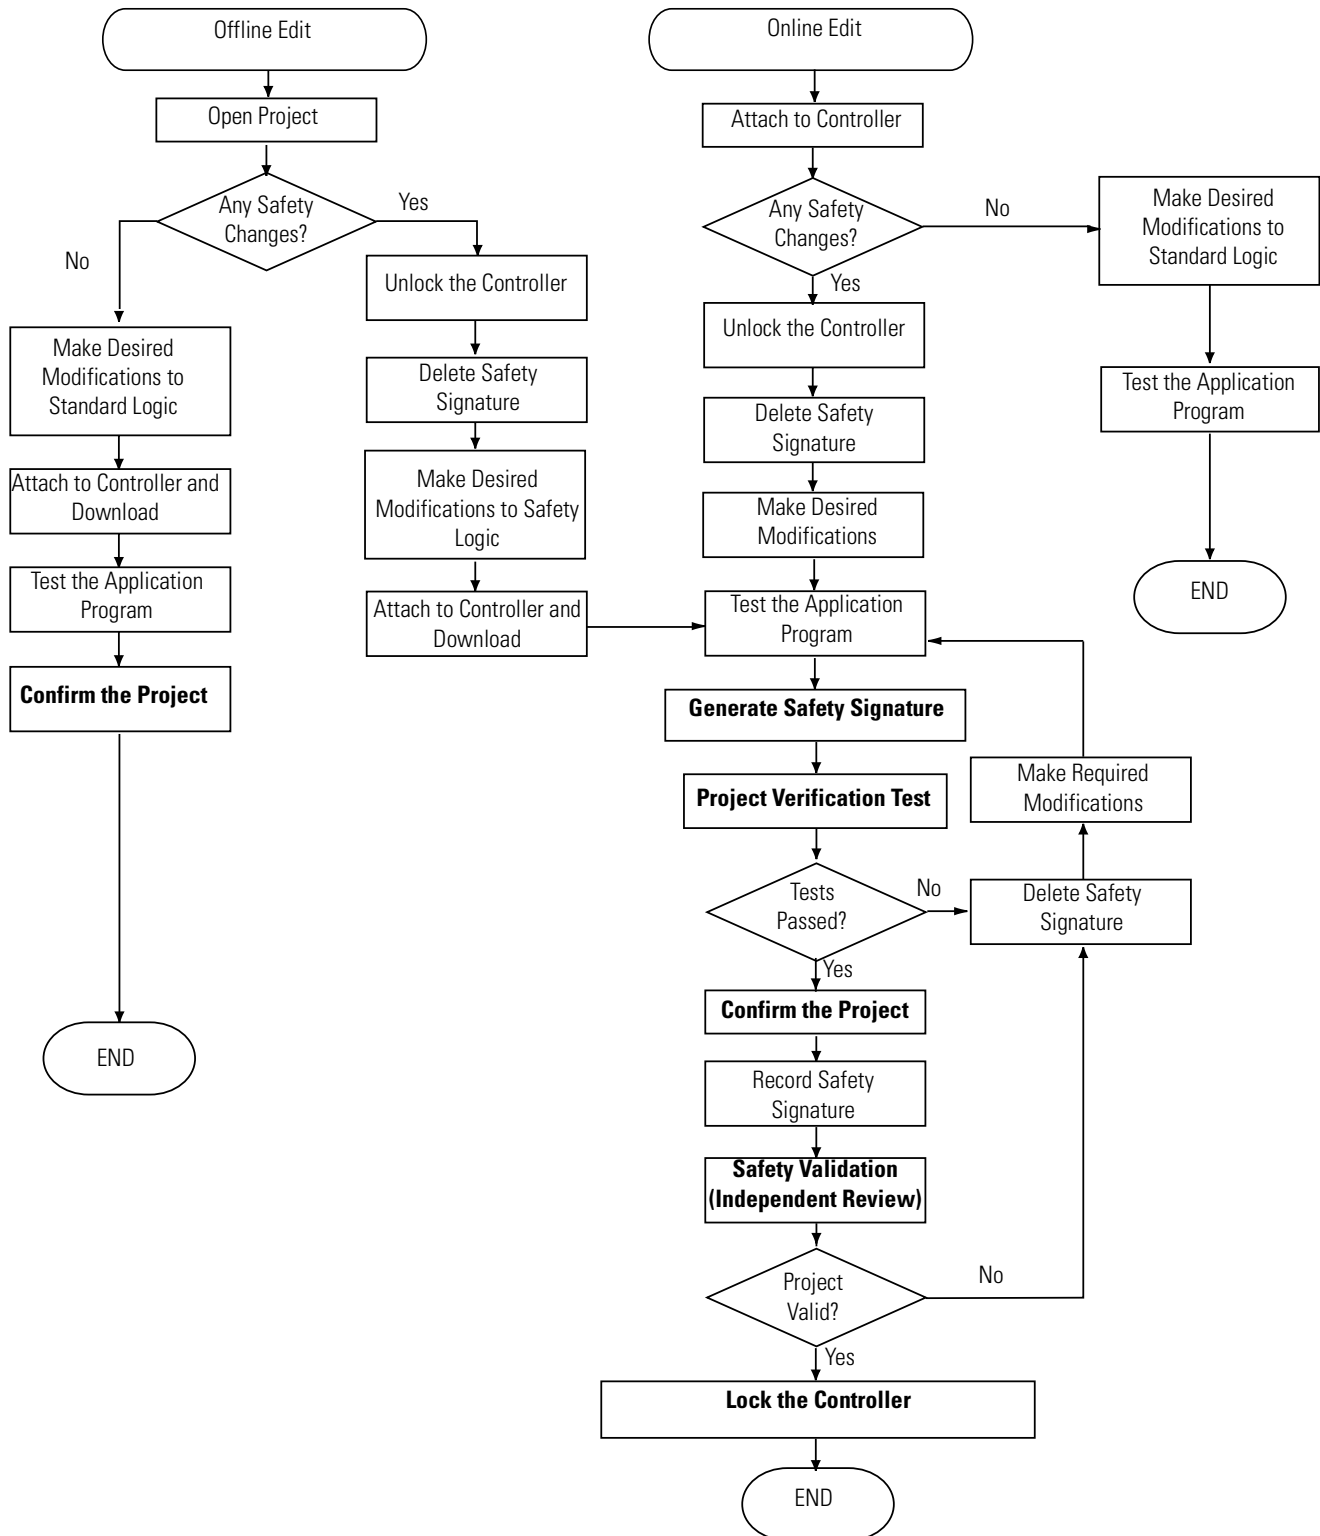 Offline Edit
Open Project
Any Safety
Changes?
Yes
No
Unlock the Controller
Make Desired
Modifications to
Standard Logic
Delete Safety
Signature
Attach to Controller and
Download
Make Desired
Modifications to Safety
Logic
Test the Application
Program
Attach to Controller and
Download
Confirm the Project
END
Online Edit
Attach to Controller
Any Safety
Changes?
No
Yes
Make Desired
Modifications to
Standard Logic
Test the Application
Program
END
Unlock the Controller
Delete Safety
Signature
Make Desired
Modifications
Test the Application
Program
Generate Safety Signature
Project Verification Test
Make Required
Modifications
Tests
Passed?
No
Delete Safety
Signature
Yes
Confirm the Project
Record Safety
Signature
Safety Validation
(Independent Review)
Project
Valid?
No
Yes
Lock the Controller
END